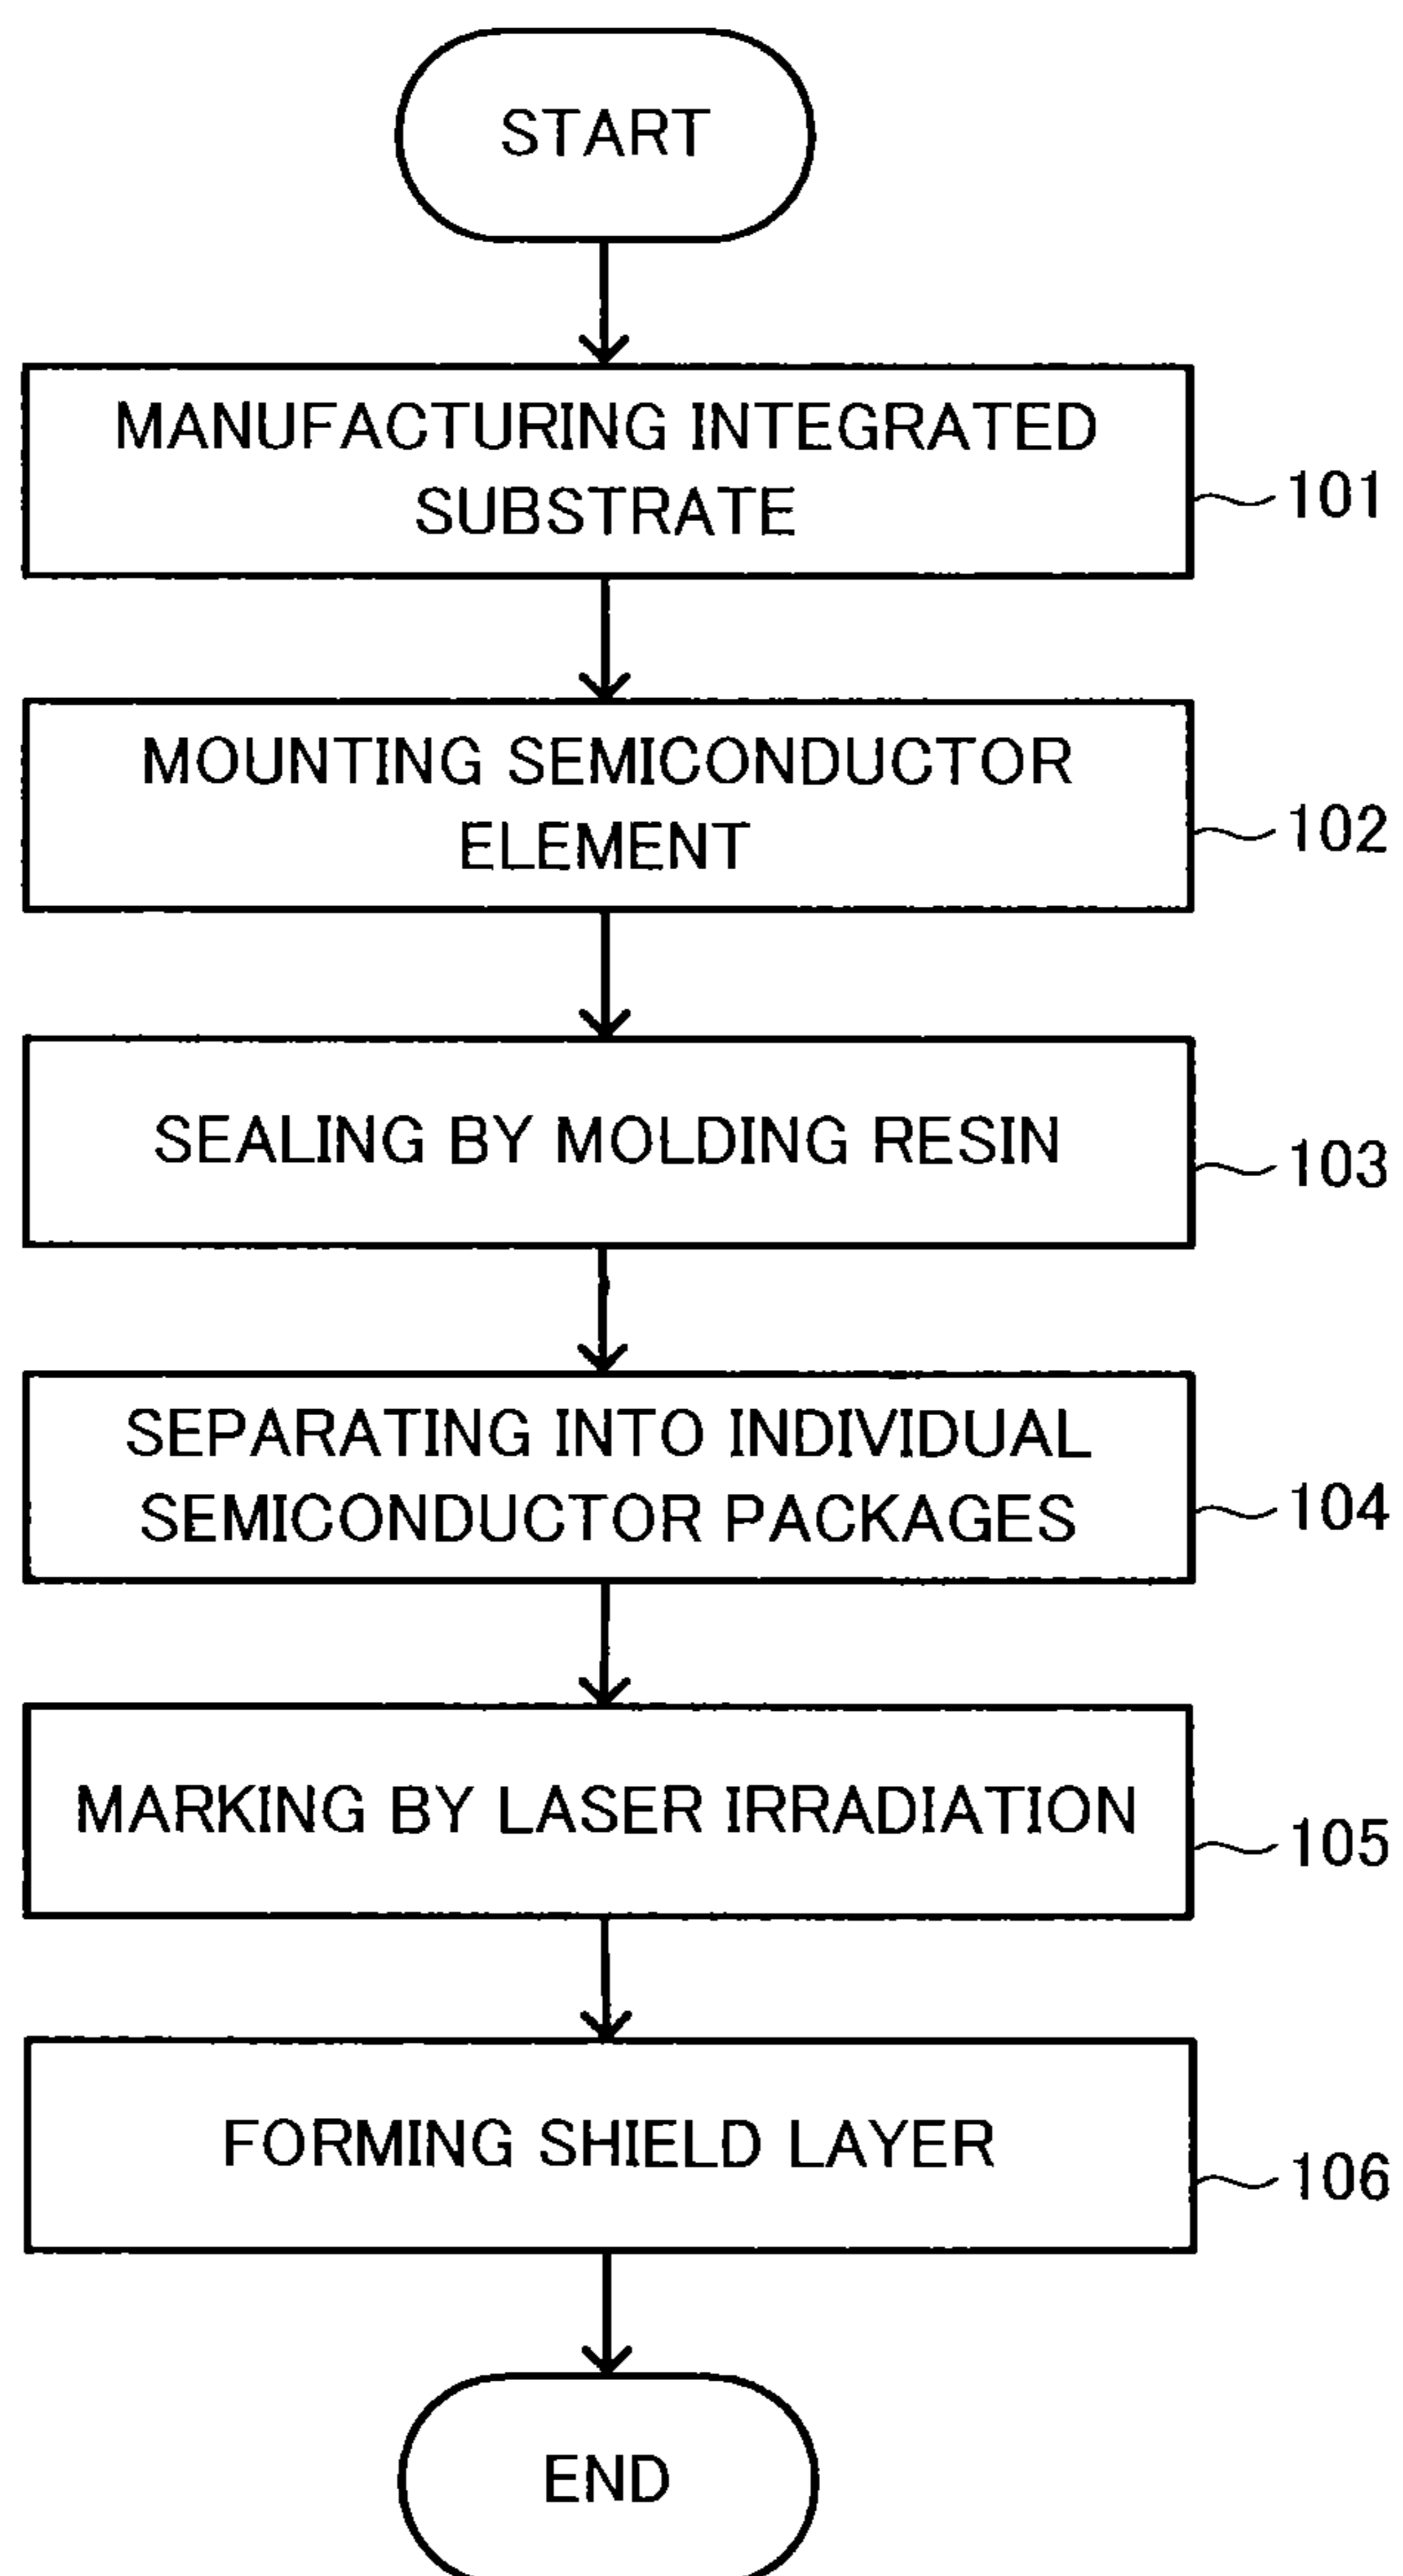 START
MANUFACTURING INTEGRATED
SUBSTRATE
101
MOUNTING SEMICONDUCTOR
ELEMENT
102
SEALING BY MOLDING RESIN
103
SEPARATING INTO INDIVIDUAL
SEMICONDUCTOR PACKAGES
104
MARKING BY LASER IRRADIATION
105
FORMING SHIELD LAYER
106
END